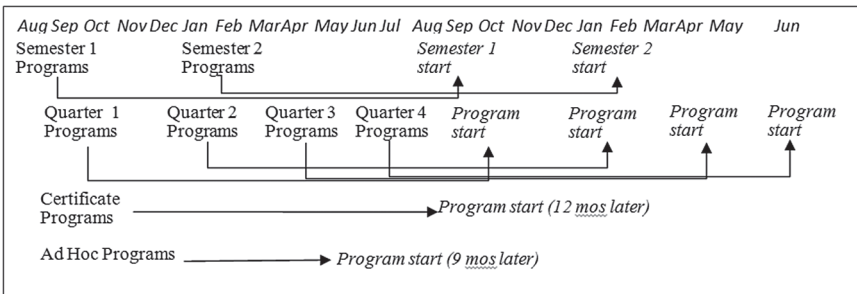 Aug Sep Oct Nov Dec Jan Feb Mar Apr May Jun Jul Aug Sep Oct Nov Dec Jan Feb Mar Apr May Jun
Semester 1 Semester 2 Semester 1 Semester 2
Programs Programs start start
Quarter 1 Quarter 2 Quarter 3 Quarter 4 Program Program Program Program
Programs Programs Programs Programs start start start start
Certificate
Programs
Program start (12 mos later)
Ad Hoc Programs Program start (9 mos later)